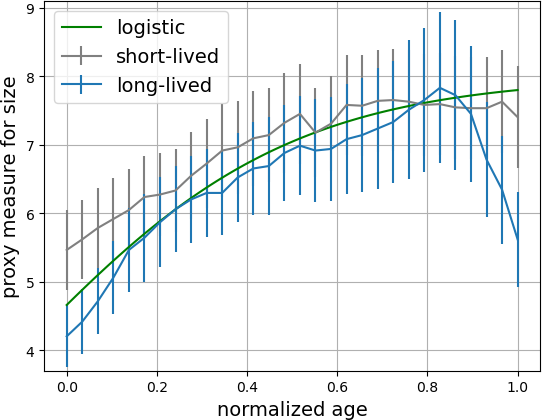 9
8
7
6
5
4
proxy measure for size
logistic
short-lived
long-lived
0.0 0.2 0.4 0.6 0.8 1.0
normalized age